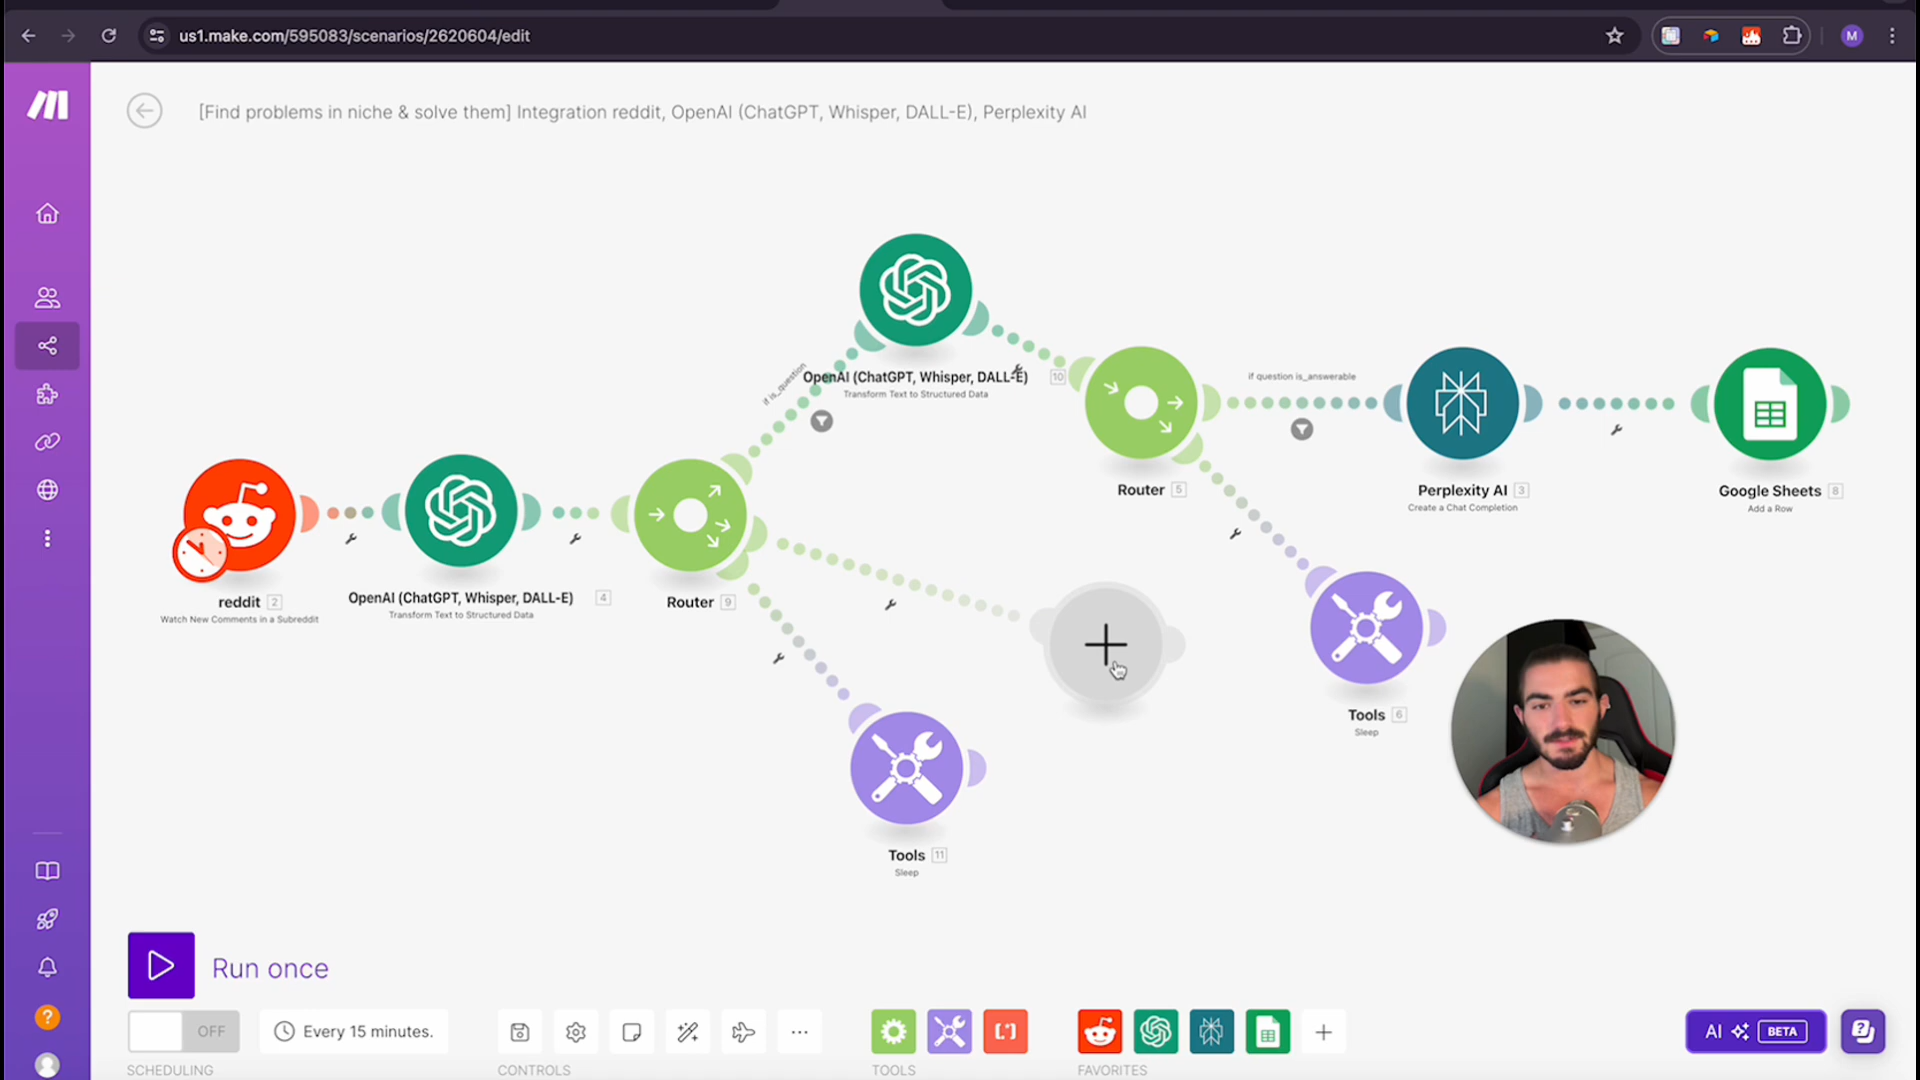 us1.make.com/595083/scenarios/2620604/edit
M
[Find problems in niche & solve them] Integration reddit, OpenAI (ChatGPT, Whisper, DALL-E), Perplexity AI
if is_question
OpenAI (ChatGPT, Whisper, DALL-E) 10
Transform Text to Structured Data
if question is_answerable
Router 5
Perplexity AI 3
Create a Chat Completion
Google Sheets 8
Add a Row
reddit 2
Watch New Comments in a Subreddit
OpenAI (ChatGPT, Whisper, DALL-E) 4
Transform Text to Structured Data
Router 9
Tools 6
Sleep
Tools 11
Sleep
Run once
OFF
Every 15 minutes.
AI BETA
SCHEDULING
CONTROLS
TOOLS
FAVORITES